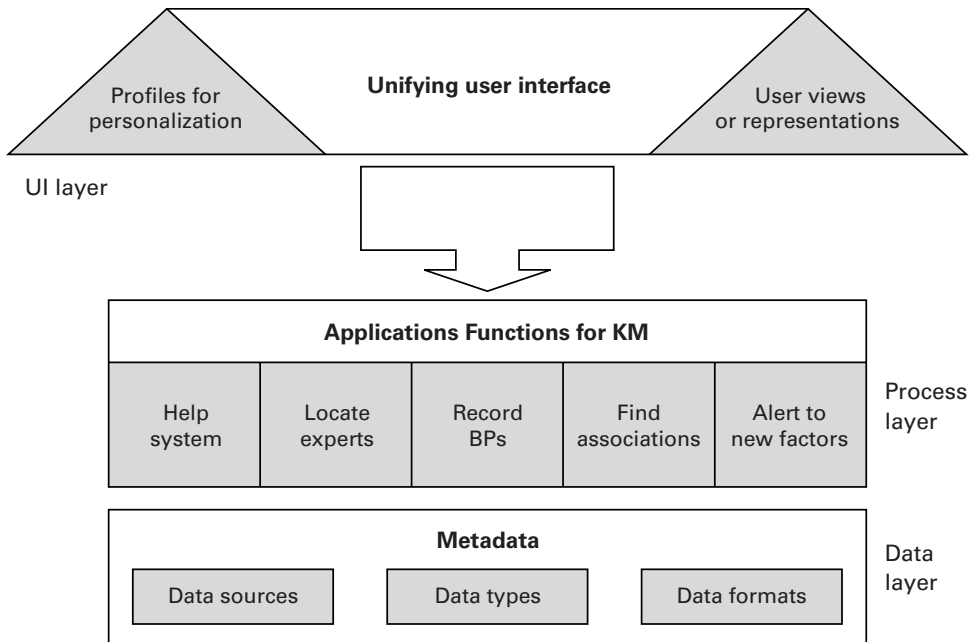 Profiles for
personalization
Unifying user interface
User views
or representations
UI layer
Applications Functions for KM
Help
system
Locate
experts
Record
BPs
Find
associations
Alert to
new factors
Process
layer
Metadata
Data sources
Data types
Data formats
Data
layer